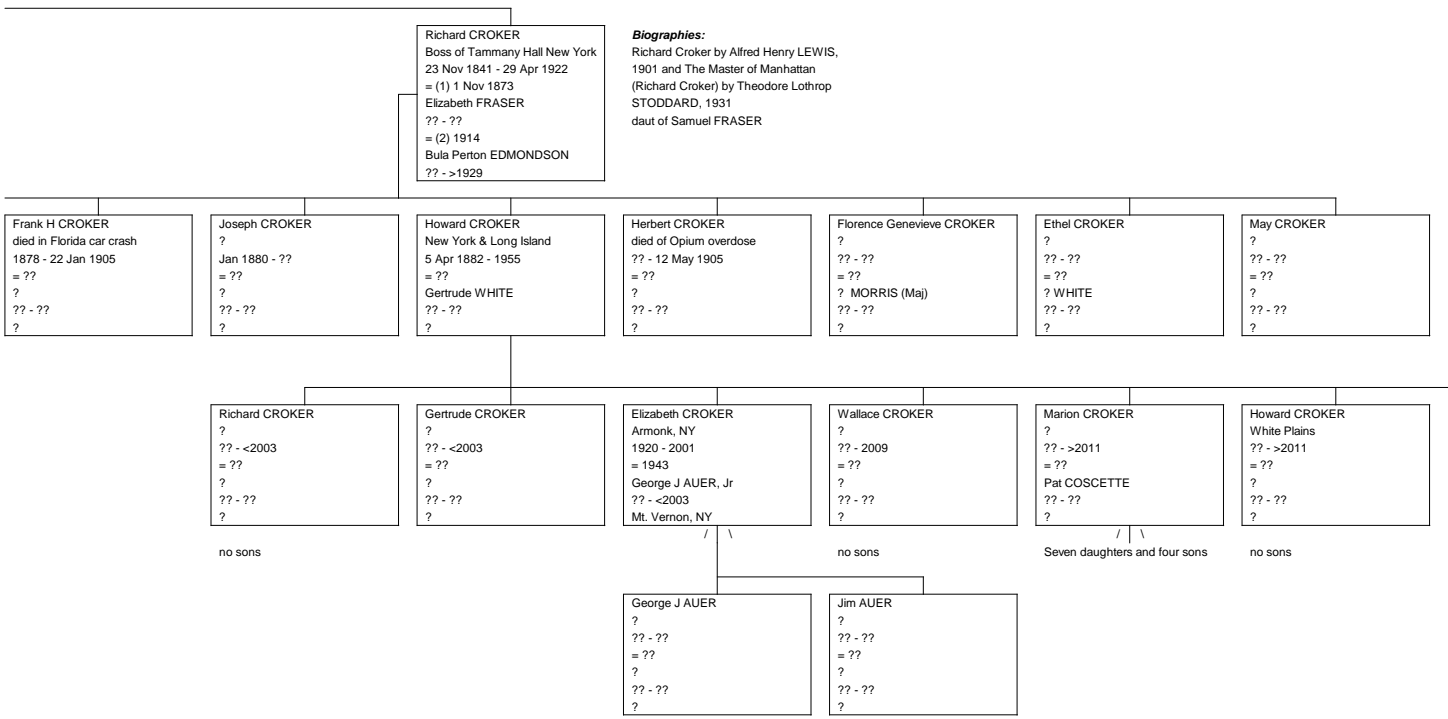 Richard CROKER
Boss of Tammany Hall New York
23 Nov 1841 - 29 Apr 1922
= (1) 1 Nov 1873
Elizabeth FRASER
?? - ??
= (2) 1914
Bula Perton EDMONDSON
?? - >1929
Biographies:
Richard Croker by Alfred Henry LEWIS,
1901 and The Master of Manhattan
(Richard Croker) by Theodore Lothrop
STODDARD, 1931
daut of Samuel FRASER
Frank H CROKER
died in Florida car crash
1878 - 22 Jan 1905
= ??
?
?? - ??
?
Joseph CROKER
?
Jan 1880 - ??
= ??
?
?? - ??
?
Howard CROKER
New York & Long Island
5 Apr 1882 - 1955
= ??
Gertrude WHITE
?? - ??
?
Herbert CROKER
died of Opium overdose
?? - 12 May 1905
= ??
?
?? - ??
?
Florence Genevieve CROKER
?
?? - ??
= ??
? MORRIS (Maj)
?? - ??
?
Ethel CROKER
?
?? - ??
= ??
? WHITE
?? - ??
?
May CROKER
?
?? - ??
= ??
?
?? - ??
?
Richard CROKER
?
?? - <2003
= ??
?
?? - ??
?
no sons
Gertrude CROKER
?
?? - <2003
= ??
?
?? - ??
?
Elizabeth CROKER
Armonk, NY
1920 - 2001
= 1943
George J AUER, Jr
?? - <2003
Mt. Vernon, NY
/ \
Wallace CROKER
?
?? - 2009
= ??
?
?? - ??
?
no sons
Marion CROKER
?
?? - >2011
= ??
Pat COSCETTE
?? - ??
?
/ \
Seven daughters and four sons
Howard CROKER
White Plains
?? - >2011
= ??
?
?? - ??
?
no sons
George J AUER
?
?? - ??
= ??
?
?? - ??
?
Jim AUER
?
?? - ??
= ??
?
?? - ??
?